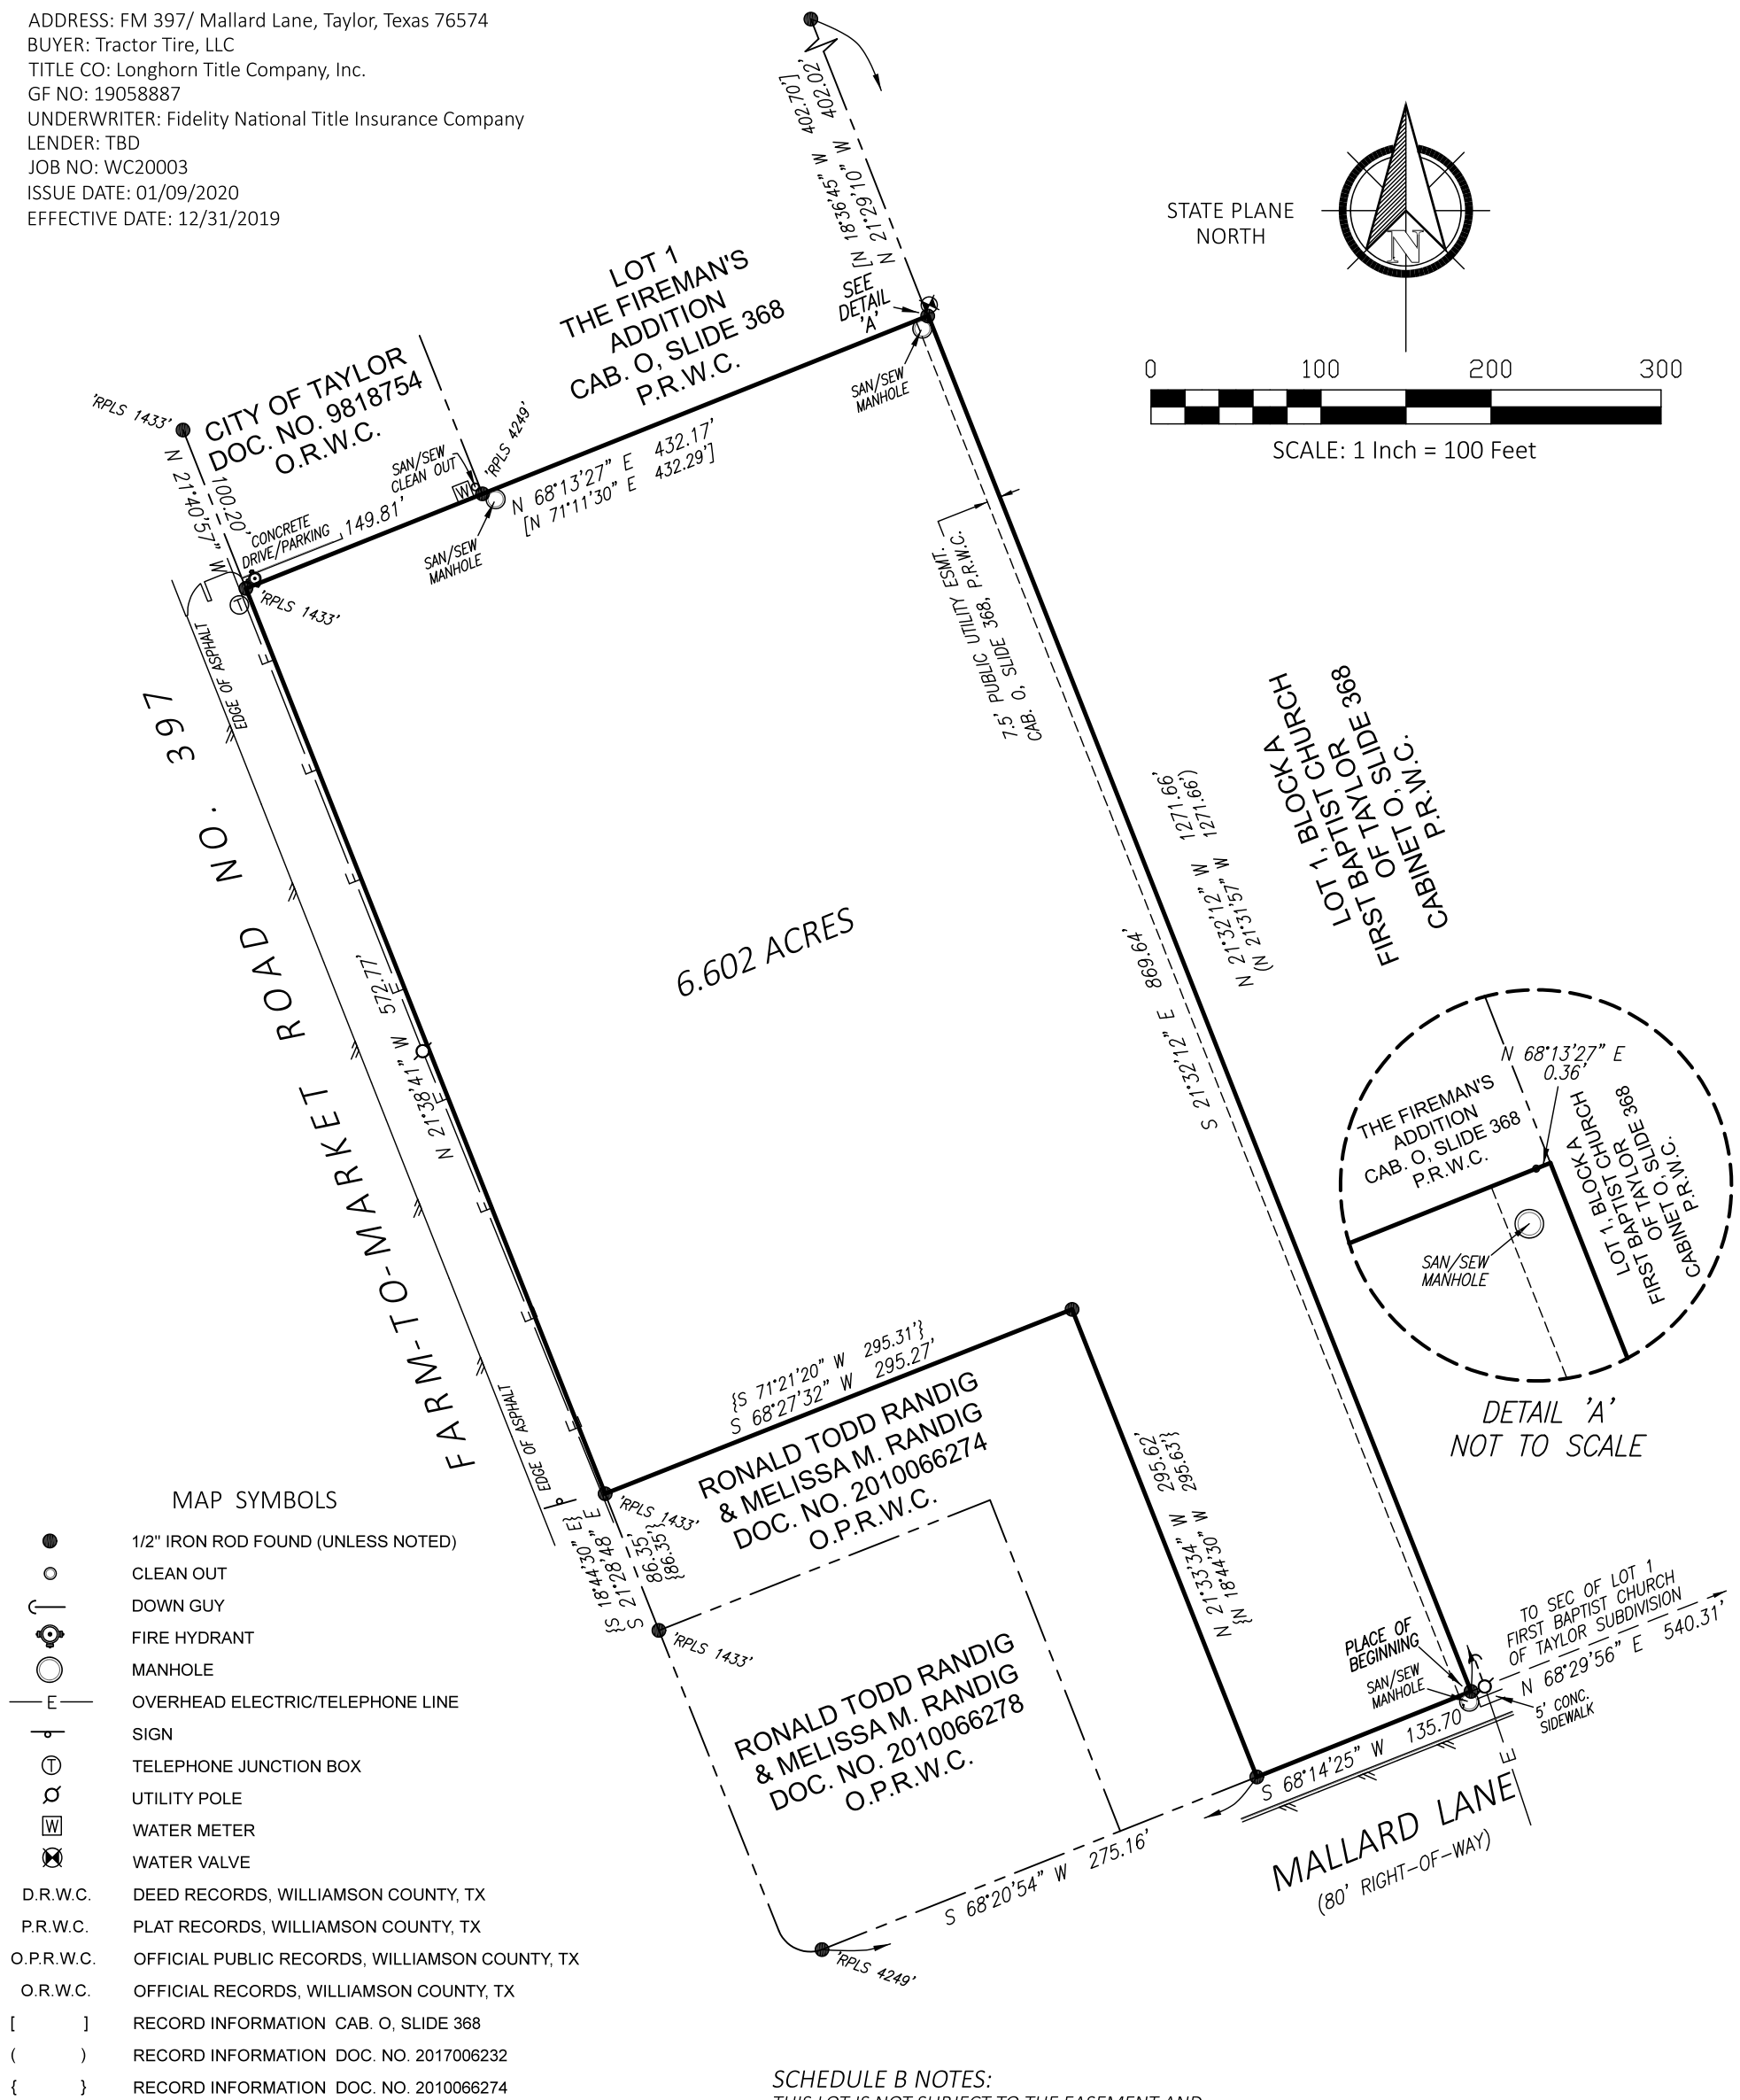 ADDRESS: FM 397/ Mallard Lane, Taylor, Texas 76574
BUYER: Tractor Tire, LLC
TITLE CO: Longhorn Title Company, Inc.
GF NO: 19058887
UNDERWRITER: Fidelity National Title Insurance Company
LENDER: TBD
JOB NO: WC20003
ISSUE DATE: 01/09/2020
EFFECTIVE DATE: 12/31/2019
[N 18°36'45" W 402.70']
N 21°29'10" W 402.02'
STATE PLANE
NORTH
N
0 100 200 300
SCALE: 1 Inch = 100 Feet
LOT 1
THE FIREMAN'S
ADDITION
CAB. O, SLIDE 368
P.R.W.C.
SEE
DETAIL
'A'
SAN/SEW
MANHOLE
CITY OF TAYLOR
DOC. NO. 9818754
O.R.W.C.
'RPLS 1433'
N 21°40'57" W
100.20'
SAN/SEW
CLEAN OUT
'RPLS 4249'
W
CONCRETE
DRIVE/PARKING
149.81'
N 68°13'27" E 432.17'
[N 71°11'30" E 432.29']
SAN/SEW
MANHOLE
T
'RPLS 1433'
EDGE OF ASPHALT
7.5' PUBLIC UTILITY ESMT.
CAB. O, SLIDE 368, P.R.W.C.
FARM-TO-MARKET ROAD NO. 397
E
E
E
E
E
E
E
E
N 21°38'41" W 572.77'
6.602 ACRES
S 21°32'12" E 869.64'
N 21°32'12" W 1271.66'
(N 21°31'57" W 1271.66')
LOT 1, BLOCK A
FIRST BAPTIST CHURCH
OF TAYLOR
CABINET O, SLIDE 368
P.R.W.C.
N 68°13'27" E
0.36'
THE FIREMAN'S
ADDITION
CAB. O, SLIDE 368
P.R.W.C.
LOT 1, BLOCK A
FIRST BAPTIST CHURCH
OF TAYLOR
CABINET O, SLIDE 368
P.R.W.C.
SAN/SEW
MANHOLE
DETAIL 'A'
NOT TO SCALE
{S 71°21'20" W 295.31'}
S 68°27'32" W 295.27'
RONALD TODD RANDIG
& MELISSA M. RANDIG
DOC. NO. 2010066274
O.P.R.W.C.
EDGE OF ASPHALT
'RPLS 1433'
{S 18°44'30" E}
S 21°28'48" E
86.35'
{86.35'}
'RPLS 1433'
N 21°33'34" W 295.62'
{N 18°44'30" W 295.63'}
RONALD TODD RANDIG
& MELISSA M. RANDIG
DOC. NO. 2010066278
O.P.R.W.C.
PLACE OF
BEGINNING
SAN/SEW
MANHOLE
TO SEC OF LOT 1
FIRST BAPTIST CHURCH
OF TAYLOR SUBDIVISION
N 68°29'56" E 540.31'
5' CONC.
SIDEWALK
S 68°14'25" W 135.70'
E
MALLARD LANE
(80' RIGHT-OF-WAY)
S 68°20'54" W 275.16'
'RPLS 4249'
MAP SYMBOLS
1/2" IRON ROD FOUND (UNLESS NOTED)
CLEAN OUT
DOWN GUY
FIRE HYDRANT
MANHOLE
E OVERHEAD ELECTRIC/TELEPHONE LINE
SIGN
T TELEPHONE JUNCTION BOX
UTILITY POLE
W WATER METER
WATER VALVE
D.R.W.C. DEED RECORDS, WILLIAMSON COUNTY, TX
P.R.W.C. PLAT RECORDS, WILLIAMSON COUNTY, TX
O.P.R.W.C. OFFICIAL PUBLIC RECORDS, WILLIAMSON COUNTY, TX
O.R.W.C. OFFICIAL RECORDS, WILLIAMSON COUNTY, TX
[ ] RECORD INFORMATION CAB. O, SLIDE 368
( ) RECORD INFORMATION DOC. NO. 2017006232
{ } RECORD INFORMATION DOC. NO. 2010066274
SCHEDULE B NOTES:
THIS LOT IS NOT SUBJECT TO THE EASEMENT AND